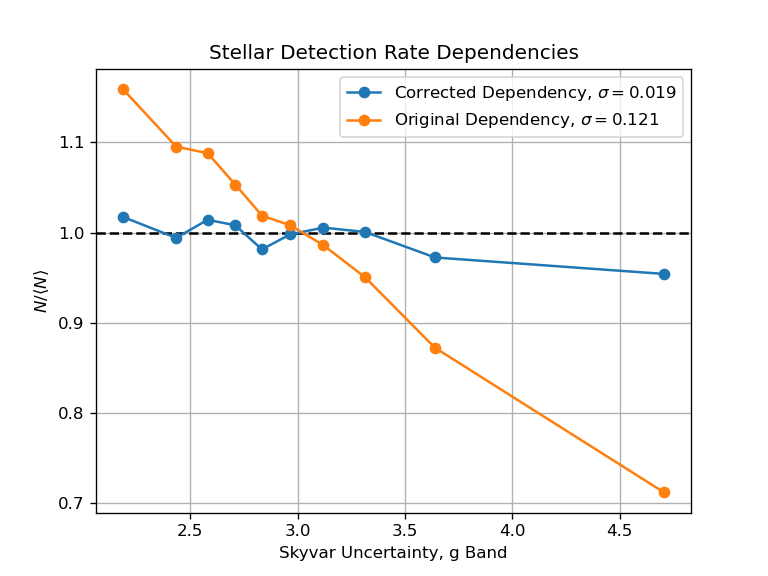 Stellar Detection Rate Dependencies
Corrected Dependency, σ = 0.019
Original Dependency, σ = 0.121
1.1
1.0
0.9
0.8
0.7
N/⟨N⟩
2.5 3.0 3.5 4.0 4.5
Skyvar Uncertainty, g Band